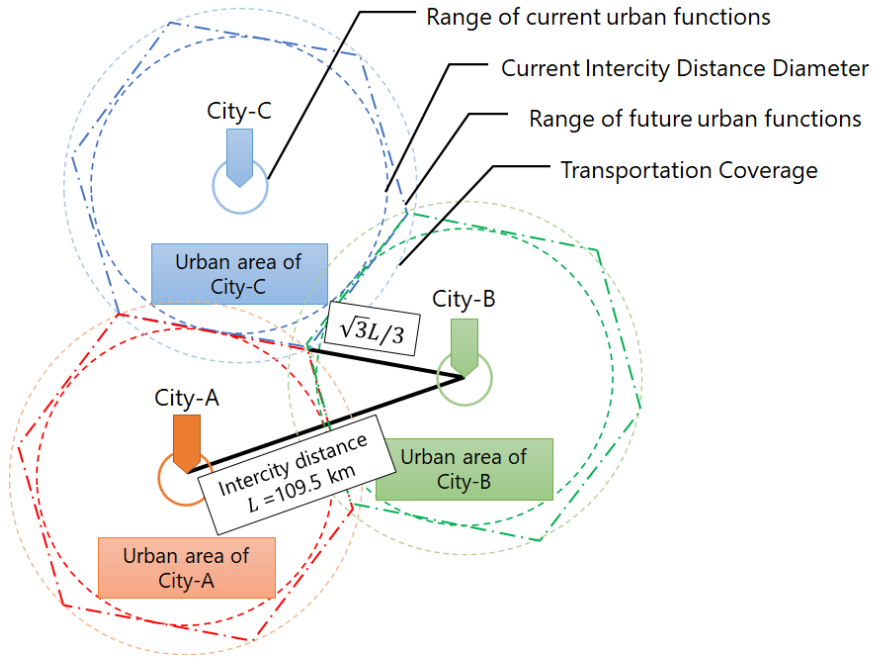 Range of current urban functions
Current Intercity Distance Diameter
City-C
Range of future urban functions
Transportation Coverage
Urban area of
City-C
City-B
√3L/3
City-A
Intercity distance
L =109.5 km
Urban area of
City-B
Urban area of
City-A